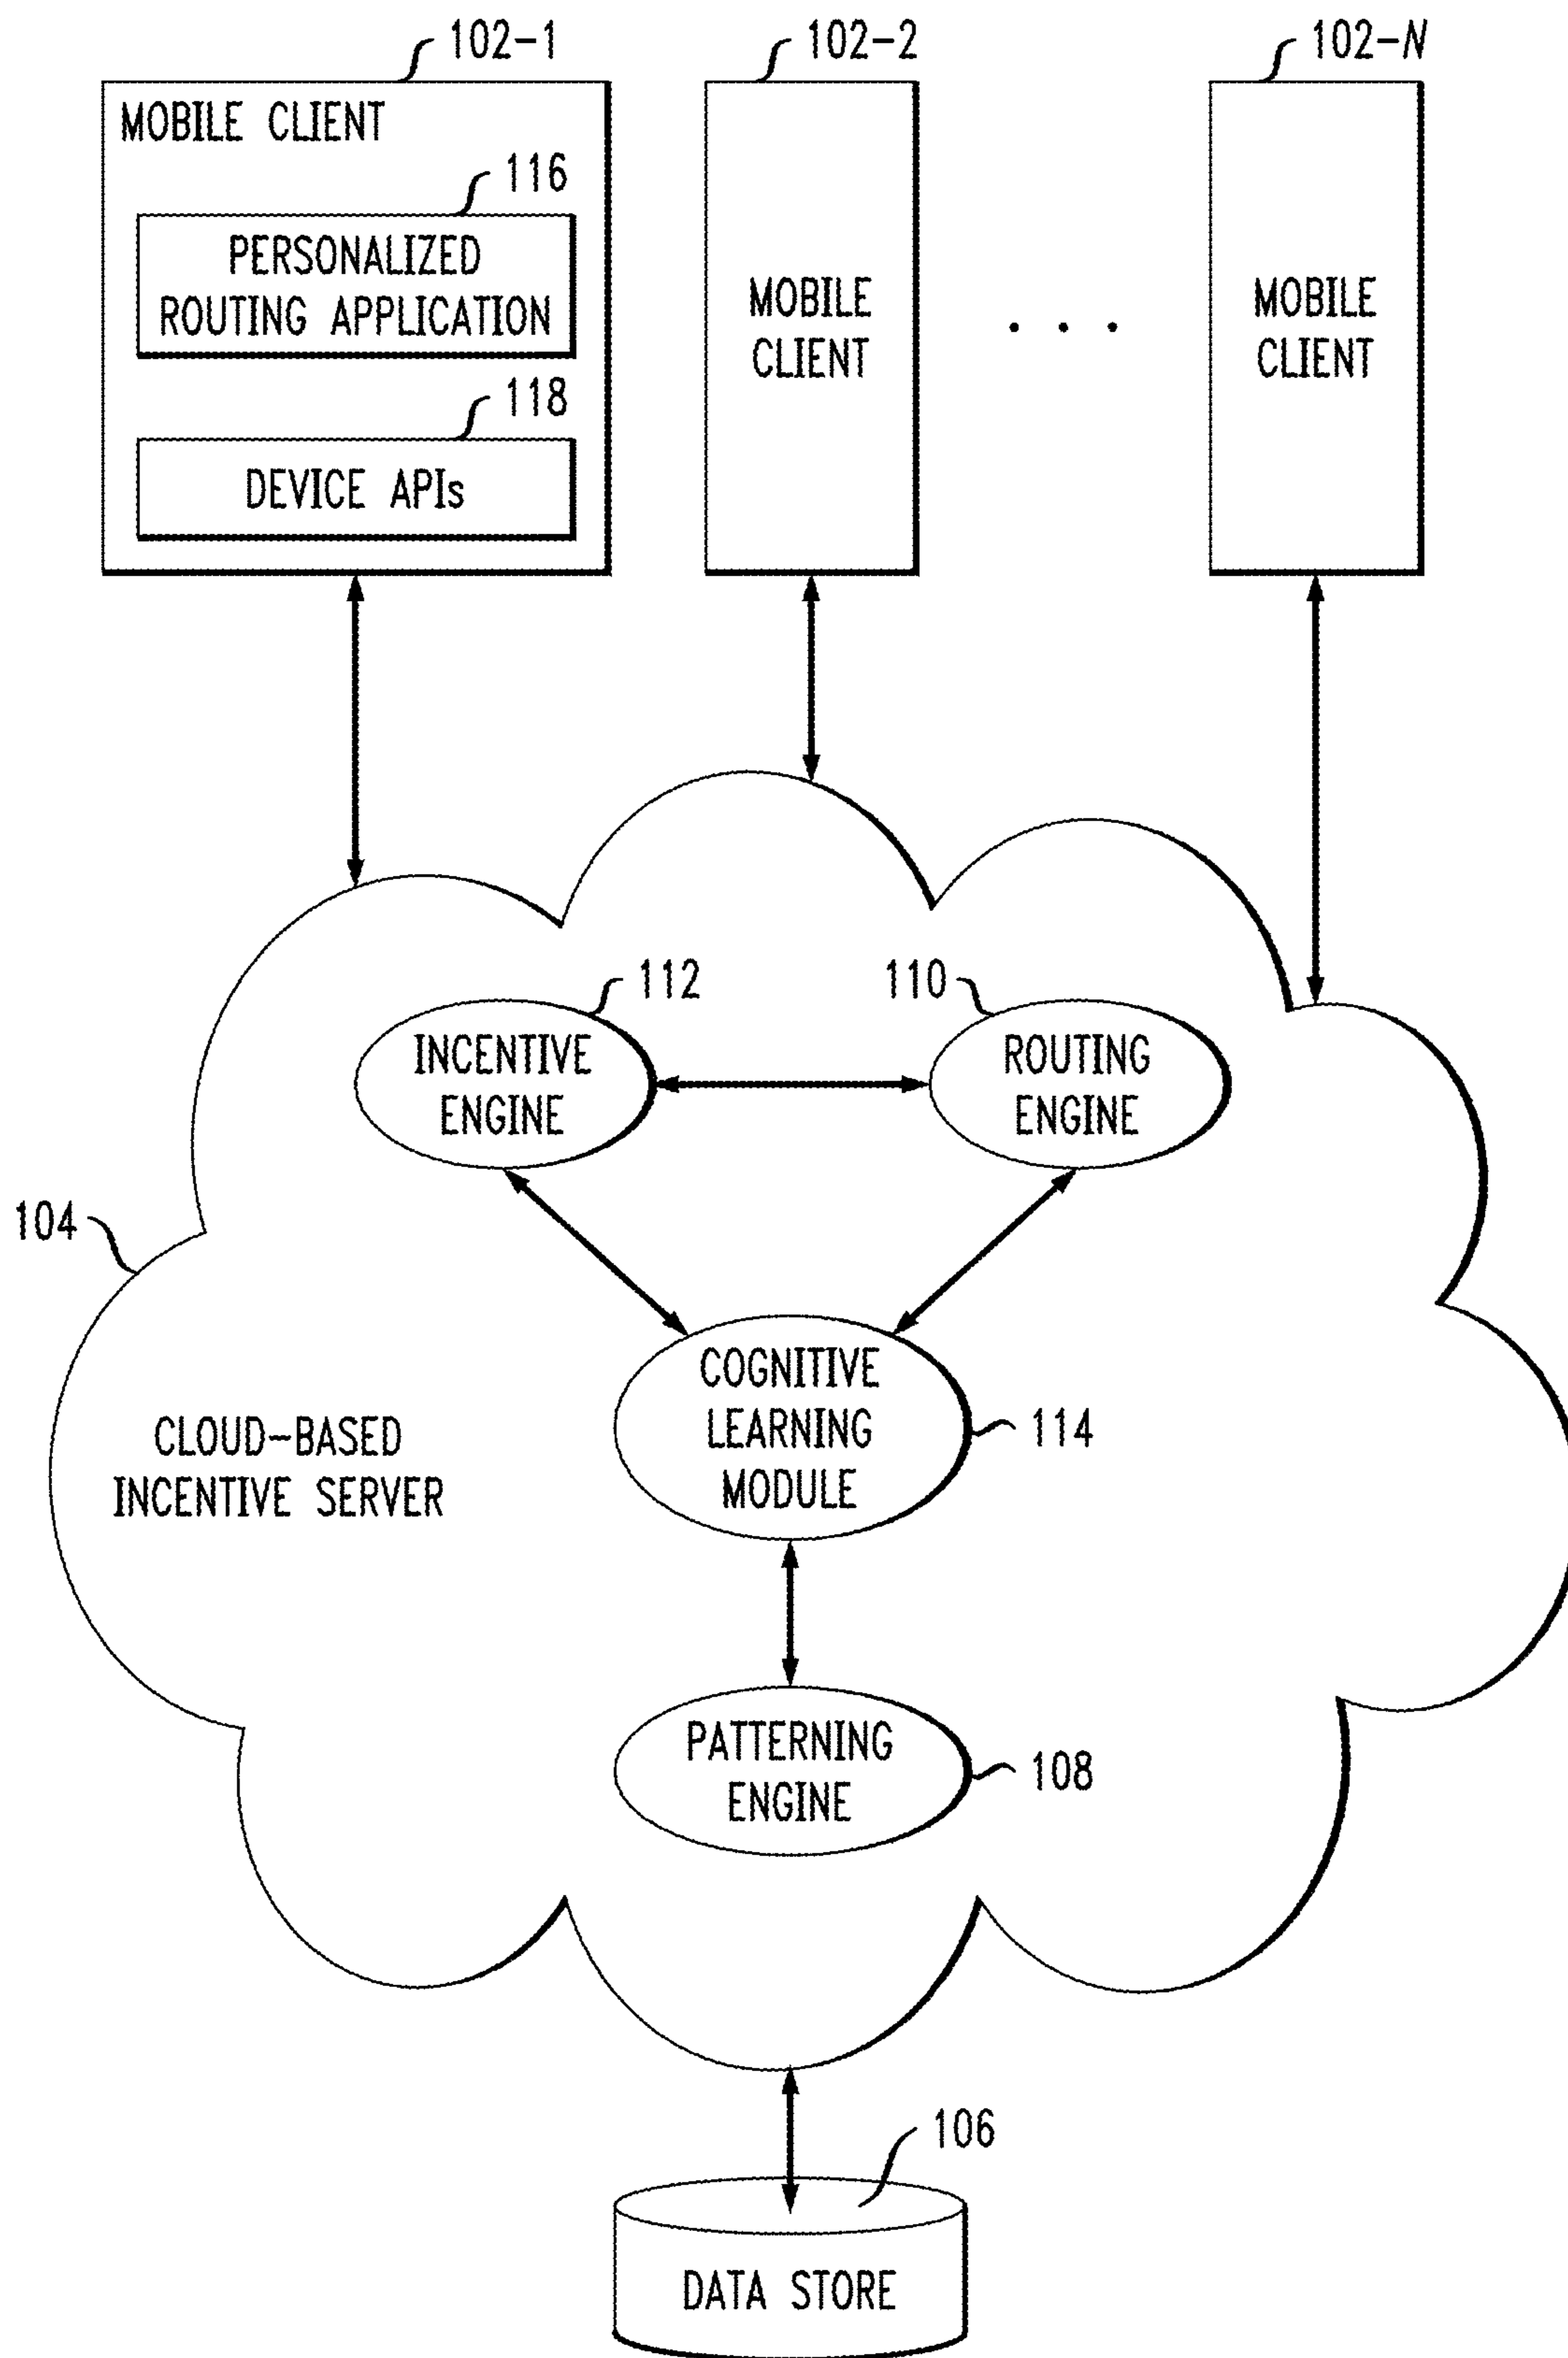 102-1
102-2
102-N
MOBILE CLIENT
116
PERSONALIZED
ROUTING APPLICATION
118
DEVICE APIs
MOBILE
CLIENT
. . .
MOBILE
CLIENT
112
110
INCENTIVE
ENGINE
ROUTING
ENGINE
104
COGNITIVE
LEARNING
MODULE
114
CLOUD-BASED
INCENTIVE SERVER
PATTERNING
ENGINE
108
106
DATA STORE